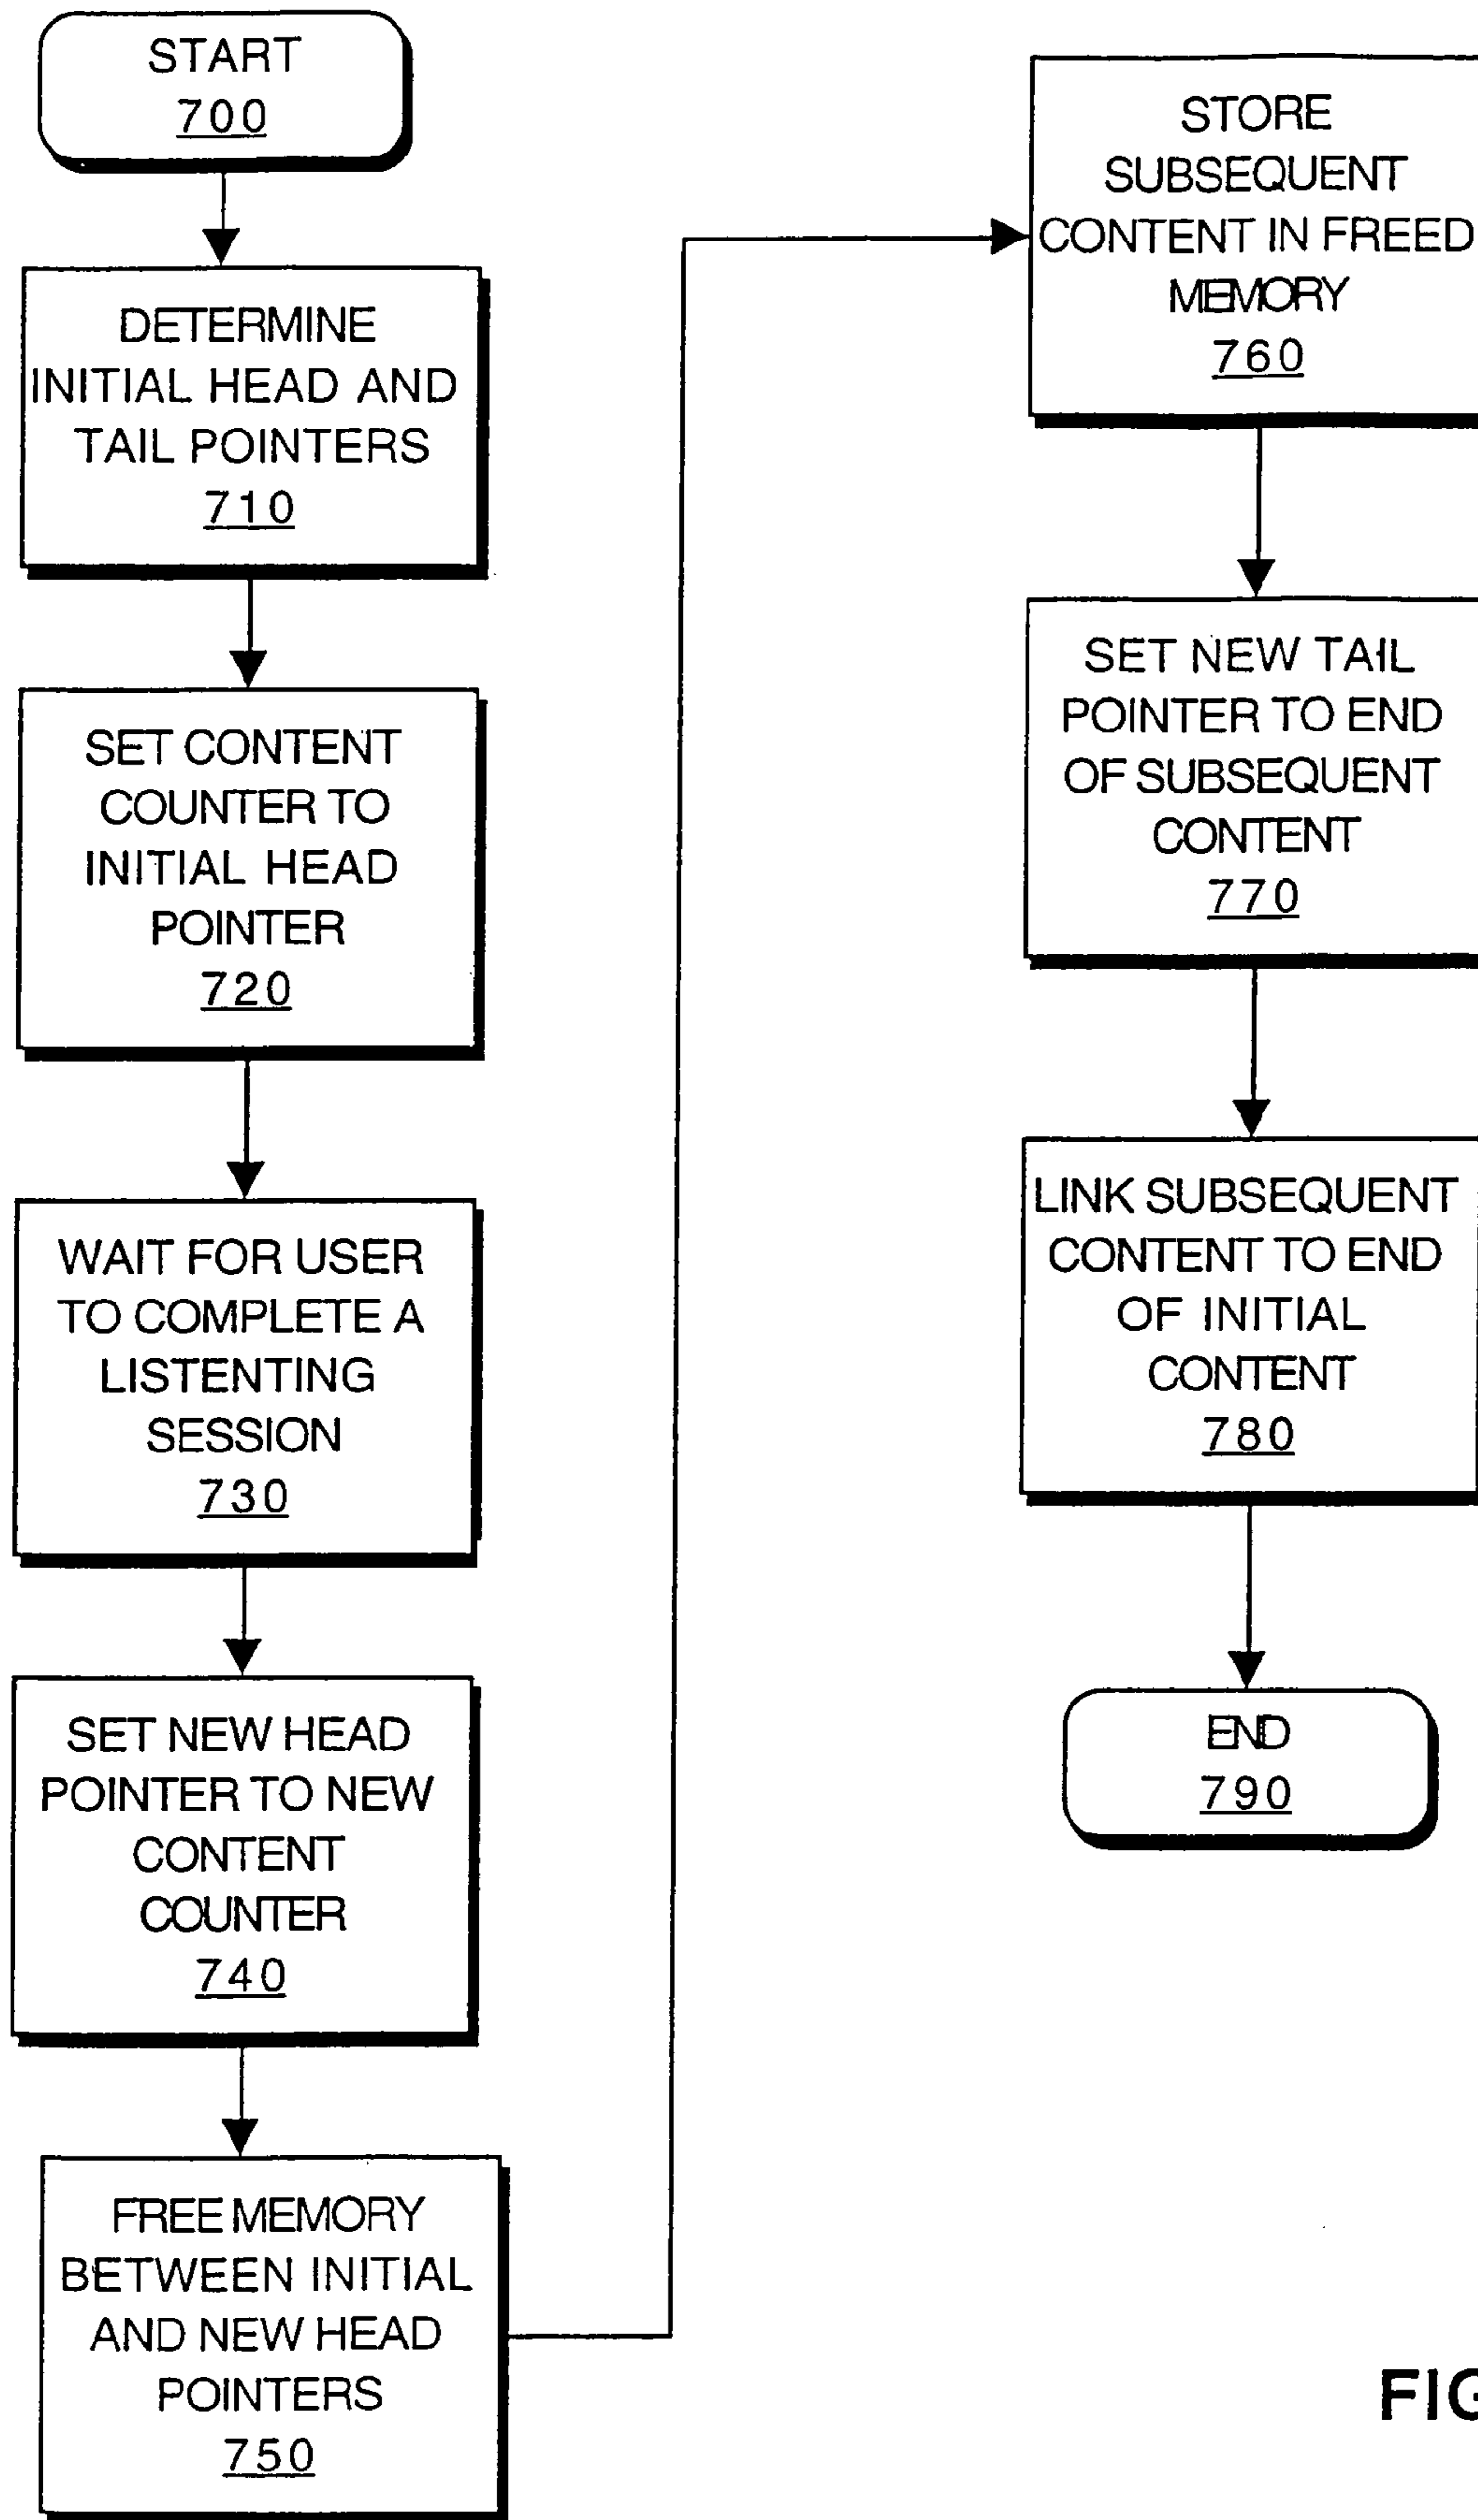 START
700
DETERMINE
INITIAL HEAD AND
TAIL POINTERS
710
SET CONTENT
COUNTER TO
INITIAL HEAD
POINTER
720
WAIT FOR USER
TO COMPLETE A
LISTENTING
SESSION
730
SET NEW HEAD
POINTER TO NEW
CONTENT
COUNTER
740
FREE MEMORY
BETWEEN INITIAL
AND NEW HEAD
POINTERS
750
STORE
SUBSEQUENT
CONTENT IN FREED
MEMORY
760
SET NEW TAIL
POINTER TO END
OF SUBSEQUENT
CONTENT
770
LINK SUBSEQUENT
CONTENT TO END
OF INITIAL
CONTENT
780
END
790